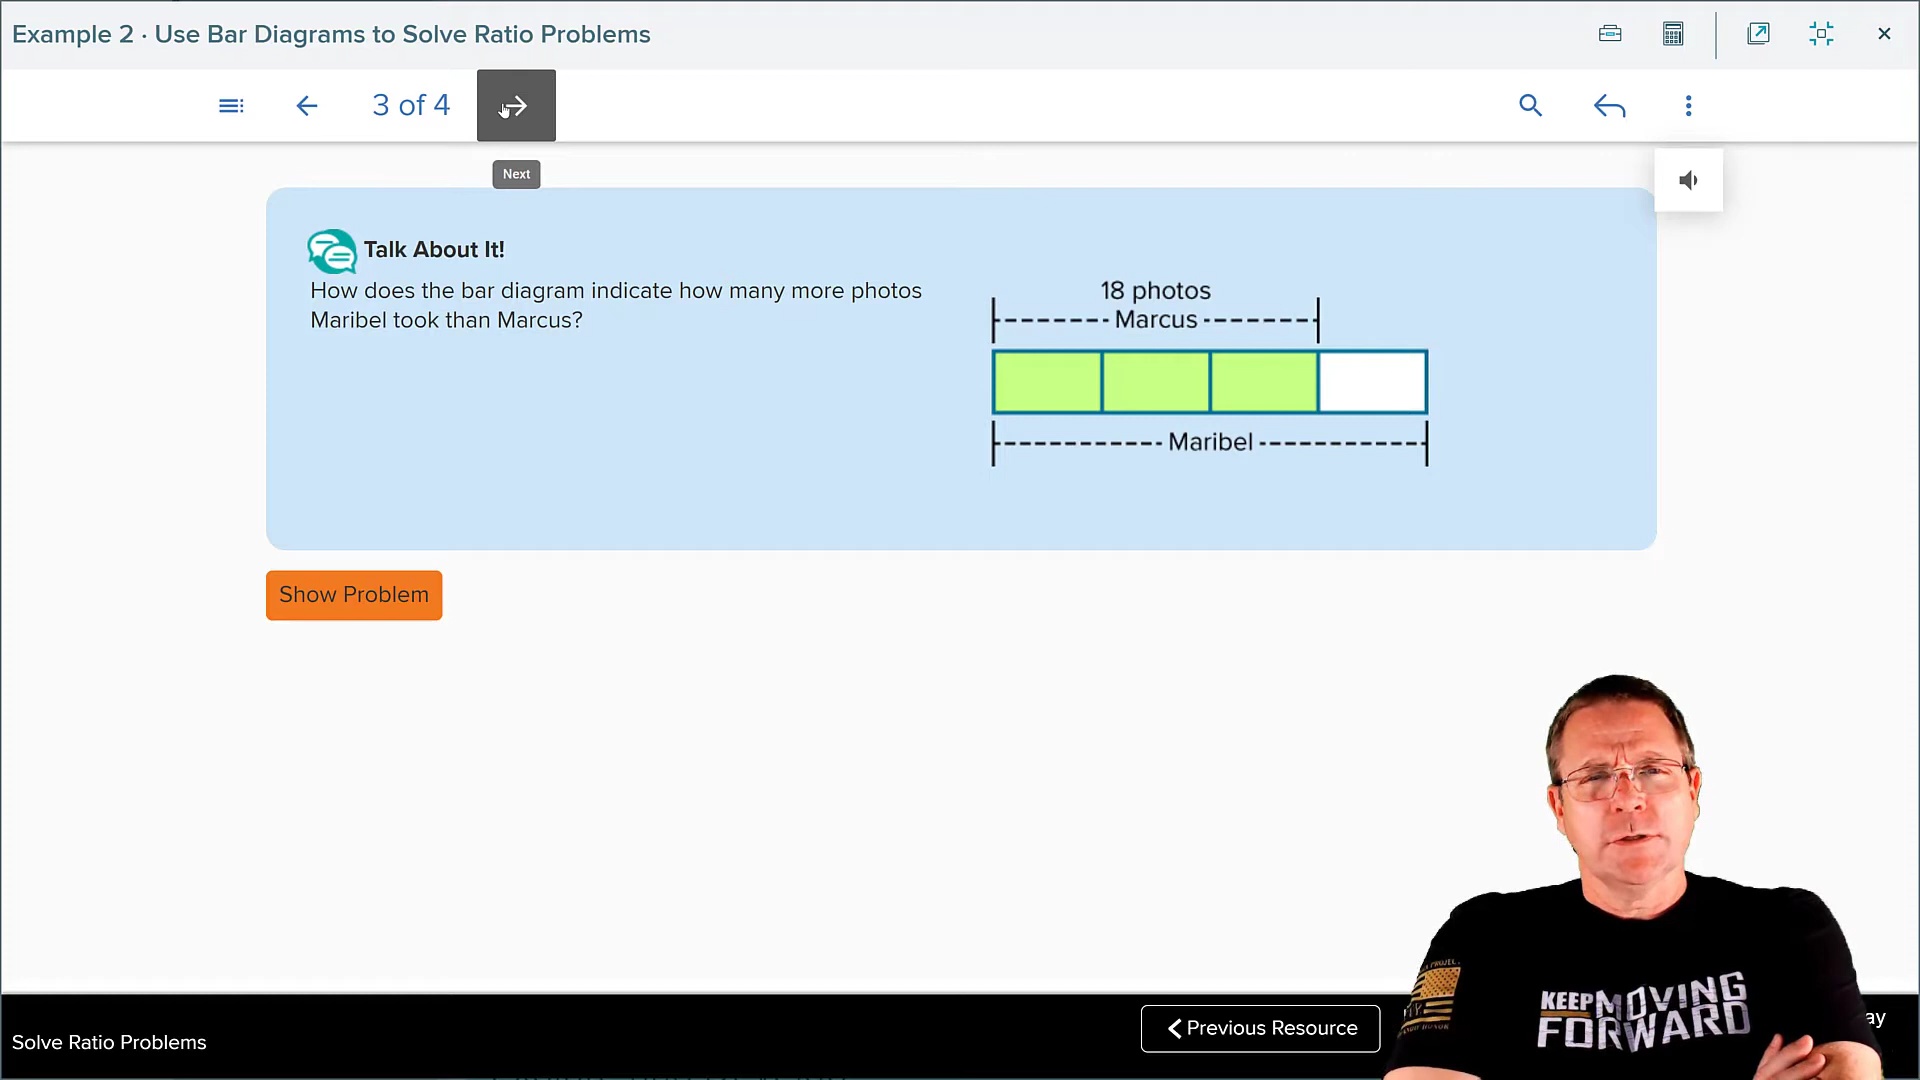 Example 2 · Use Bar Diagrams to Solve Ratio Problems
3 of 4
Next
Talk About It!
How does the bar diagram indicate how many more photos
Maribel took than Marcus?
18 photos
Marcus
Maribel
Show Problem
Previous Resource
Solve Ratio Problems
ay
KEEP MOVING
FORWARD